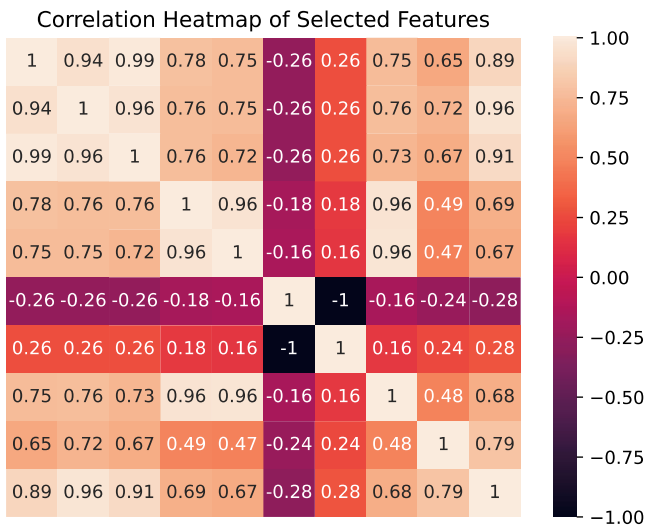 Correlation Heatmap of Selected Features
1 0.94 0.99 0.78 0.75 -0.26 0.26 0.75 0.65 0.89
0.94 1 0.96 0.76 0.75 -0.26 0.26 0.76 0.72 0.96
0.99 0.96 1 0.76 0.72 -0.26 0.26 0.73 0.67 0.91
0.78 0.76 0.76 1 0.96 -0.18 0.18 0.96 0.49 0.69
0.75 0.75 0.72 0.96 1 -0.16 0.16 0.96 0.47 0.67
-0.26 -0.26 -0.26 -0.18 -0.16 1 -1 -0.16 -0.24 -0.28
0.26 0.26 0.26 0.18 0.16 -1 1 0.16 0.24 0.28
0.75 0.76 0.73 0.96 0.96 -0.16 0.16 1 0.48 0.68
0.65 0.72 0.67 0.49 0.47 -0.24 0.24 0.48 1 0.79
0.89 0.96 0.91 0.69 0.67 -0.28 0.28 0.68 0.79 1
1.00
0.75
0.50
0.25
0.00
−0.25
−0.50
−0.75
−1.00